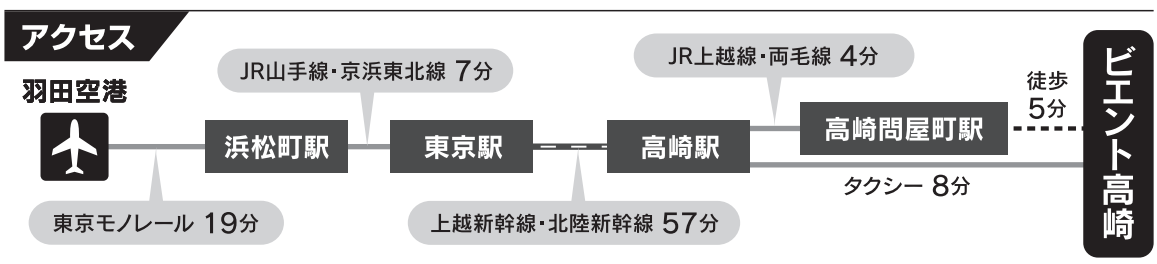 アクセス
羽田空港
東京モノレール 19分
浜松町駅
JR山手線・京浜東北線 7分
東京駅
上越新幹線・北陸新幹線 57分
高崎駅
JR上越線・両毛線 4分
高崎問屋町駅
徒歩
5分
タクシー 8分
ビエント高崎